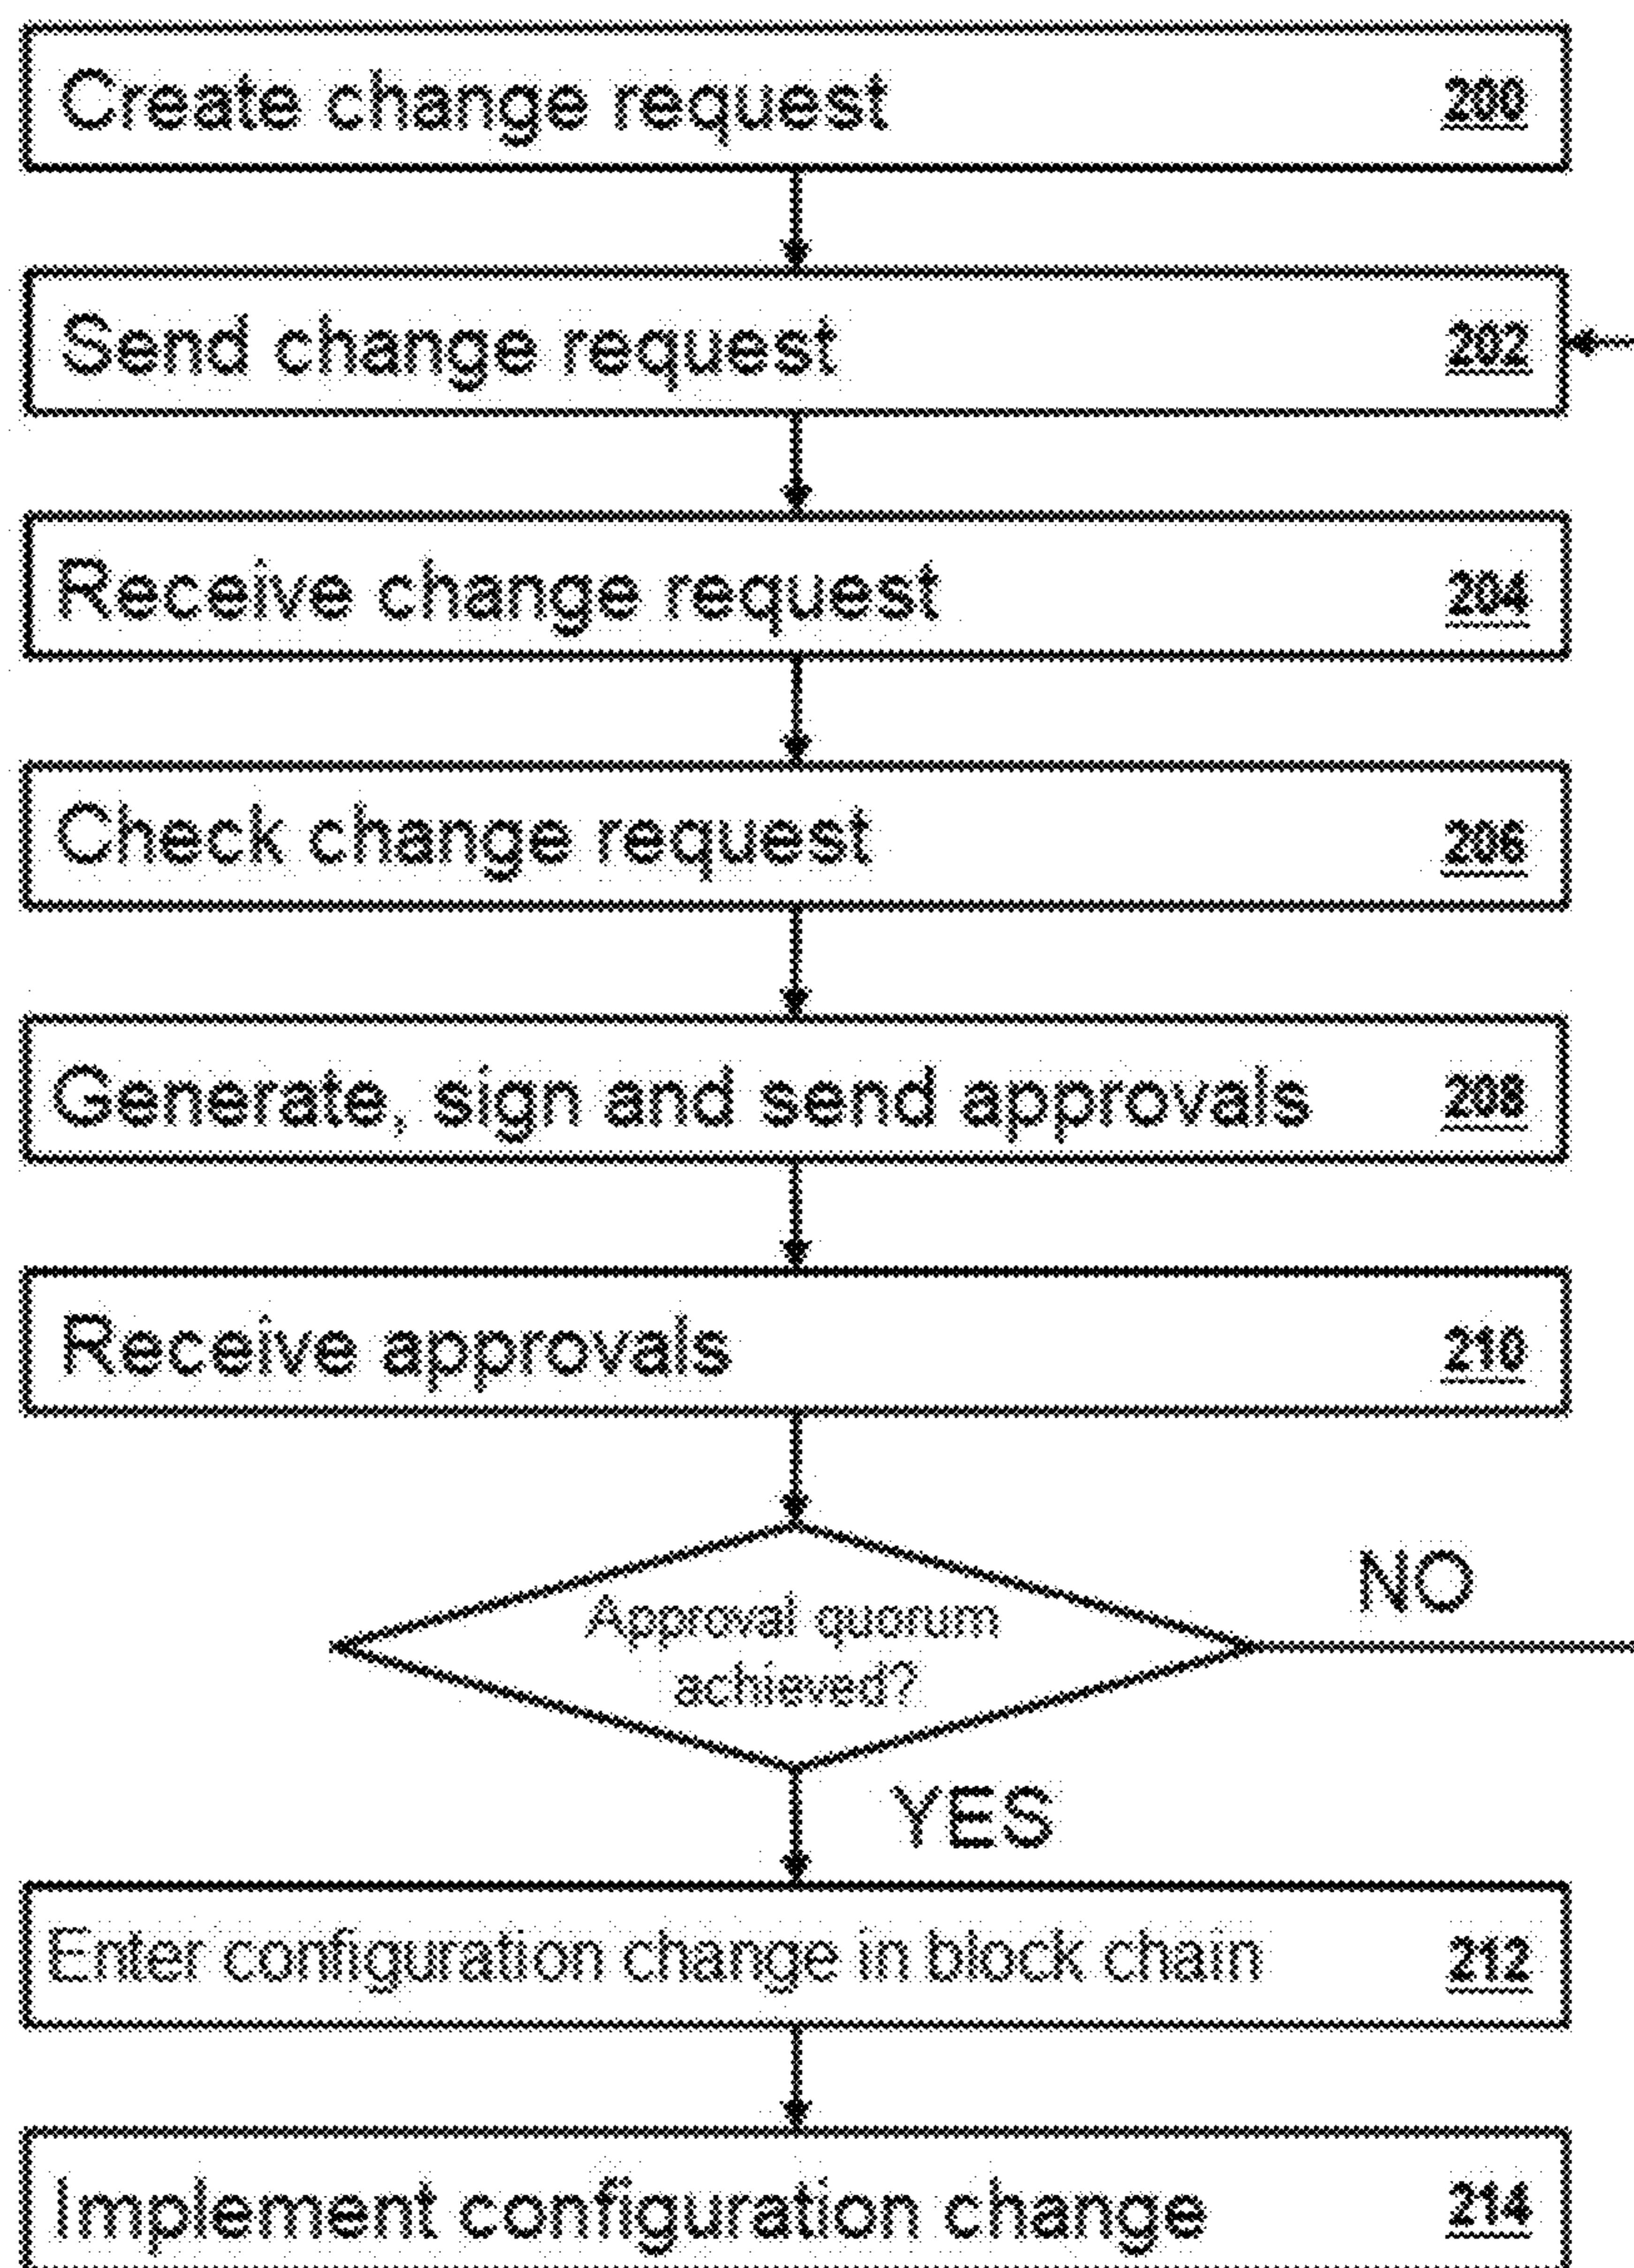 Create change request 200
Send change request 202
Receive change request 204
Check change request 206
Generate, sign and send approvals 208
Receive approvals 210
Approval quorum
achieved?
NO
YES
Enter configuration change in block chain 212
Implement configuration change 214